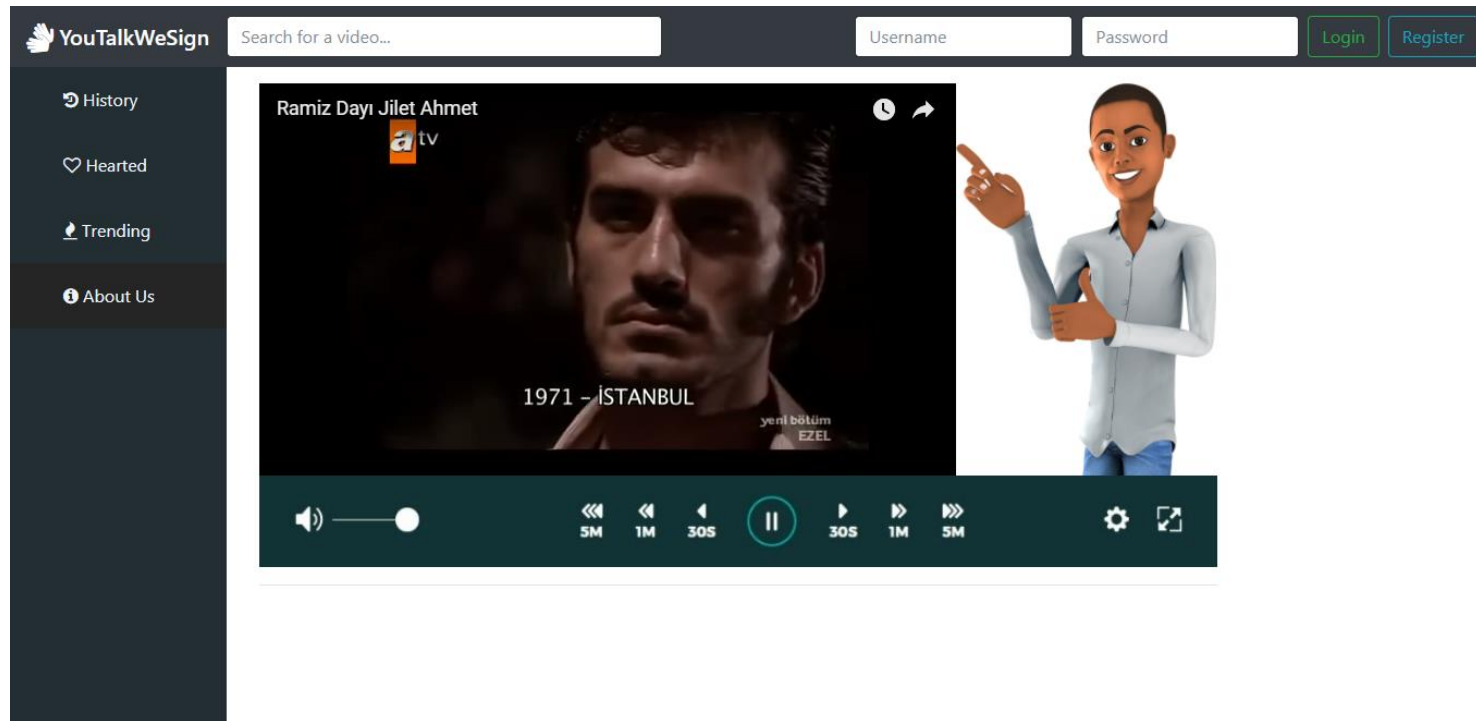 YouTalkWeSign
Search for a video...
Username
Password
Login
Register
History
Hearted
Trending
About Us
Ramiz Dayı Jilet Ahmet
atv
1971 – İSTANBUL
yeni bölüm
EZEL
5M
1M
30S
30S
1M
5M